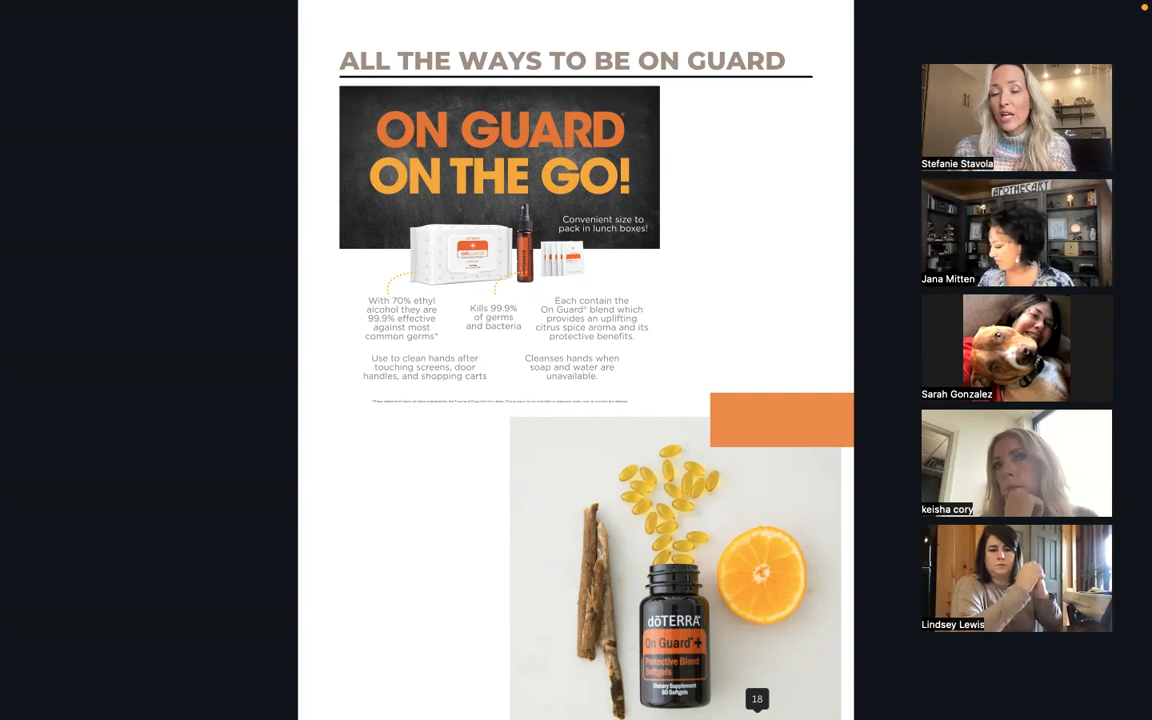 ALL THE WAYS TO BE ON GUARD
ON GUARD
ON THE GO!
Convenient size to
pack in lunch boxes!
With 70% ethyl
alcohol they are
99.9% effective
against most
common germs*
Kills 99.9%
of germs
and bacteria
Each contain the
On Guard® blend which
provides an uplifting
citrus spice aroma and its
protective benefits.
Use to clean hands after
touching screens, door
handles, and shopping carts
Cleanses hands when
soap and water are
unavailable.
dōTERRA
On Guard®+
Protective Blend
Softgels
Dietary Supplement
60 Softgels
18
Stefanie Stavola
APOTHECARY
Jana Mitten
Sarah Gonzalez
keisha cory
Lindsey Lewis